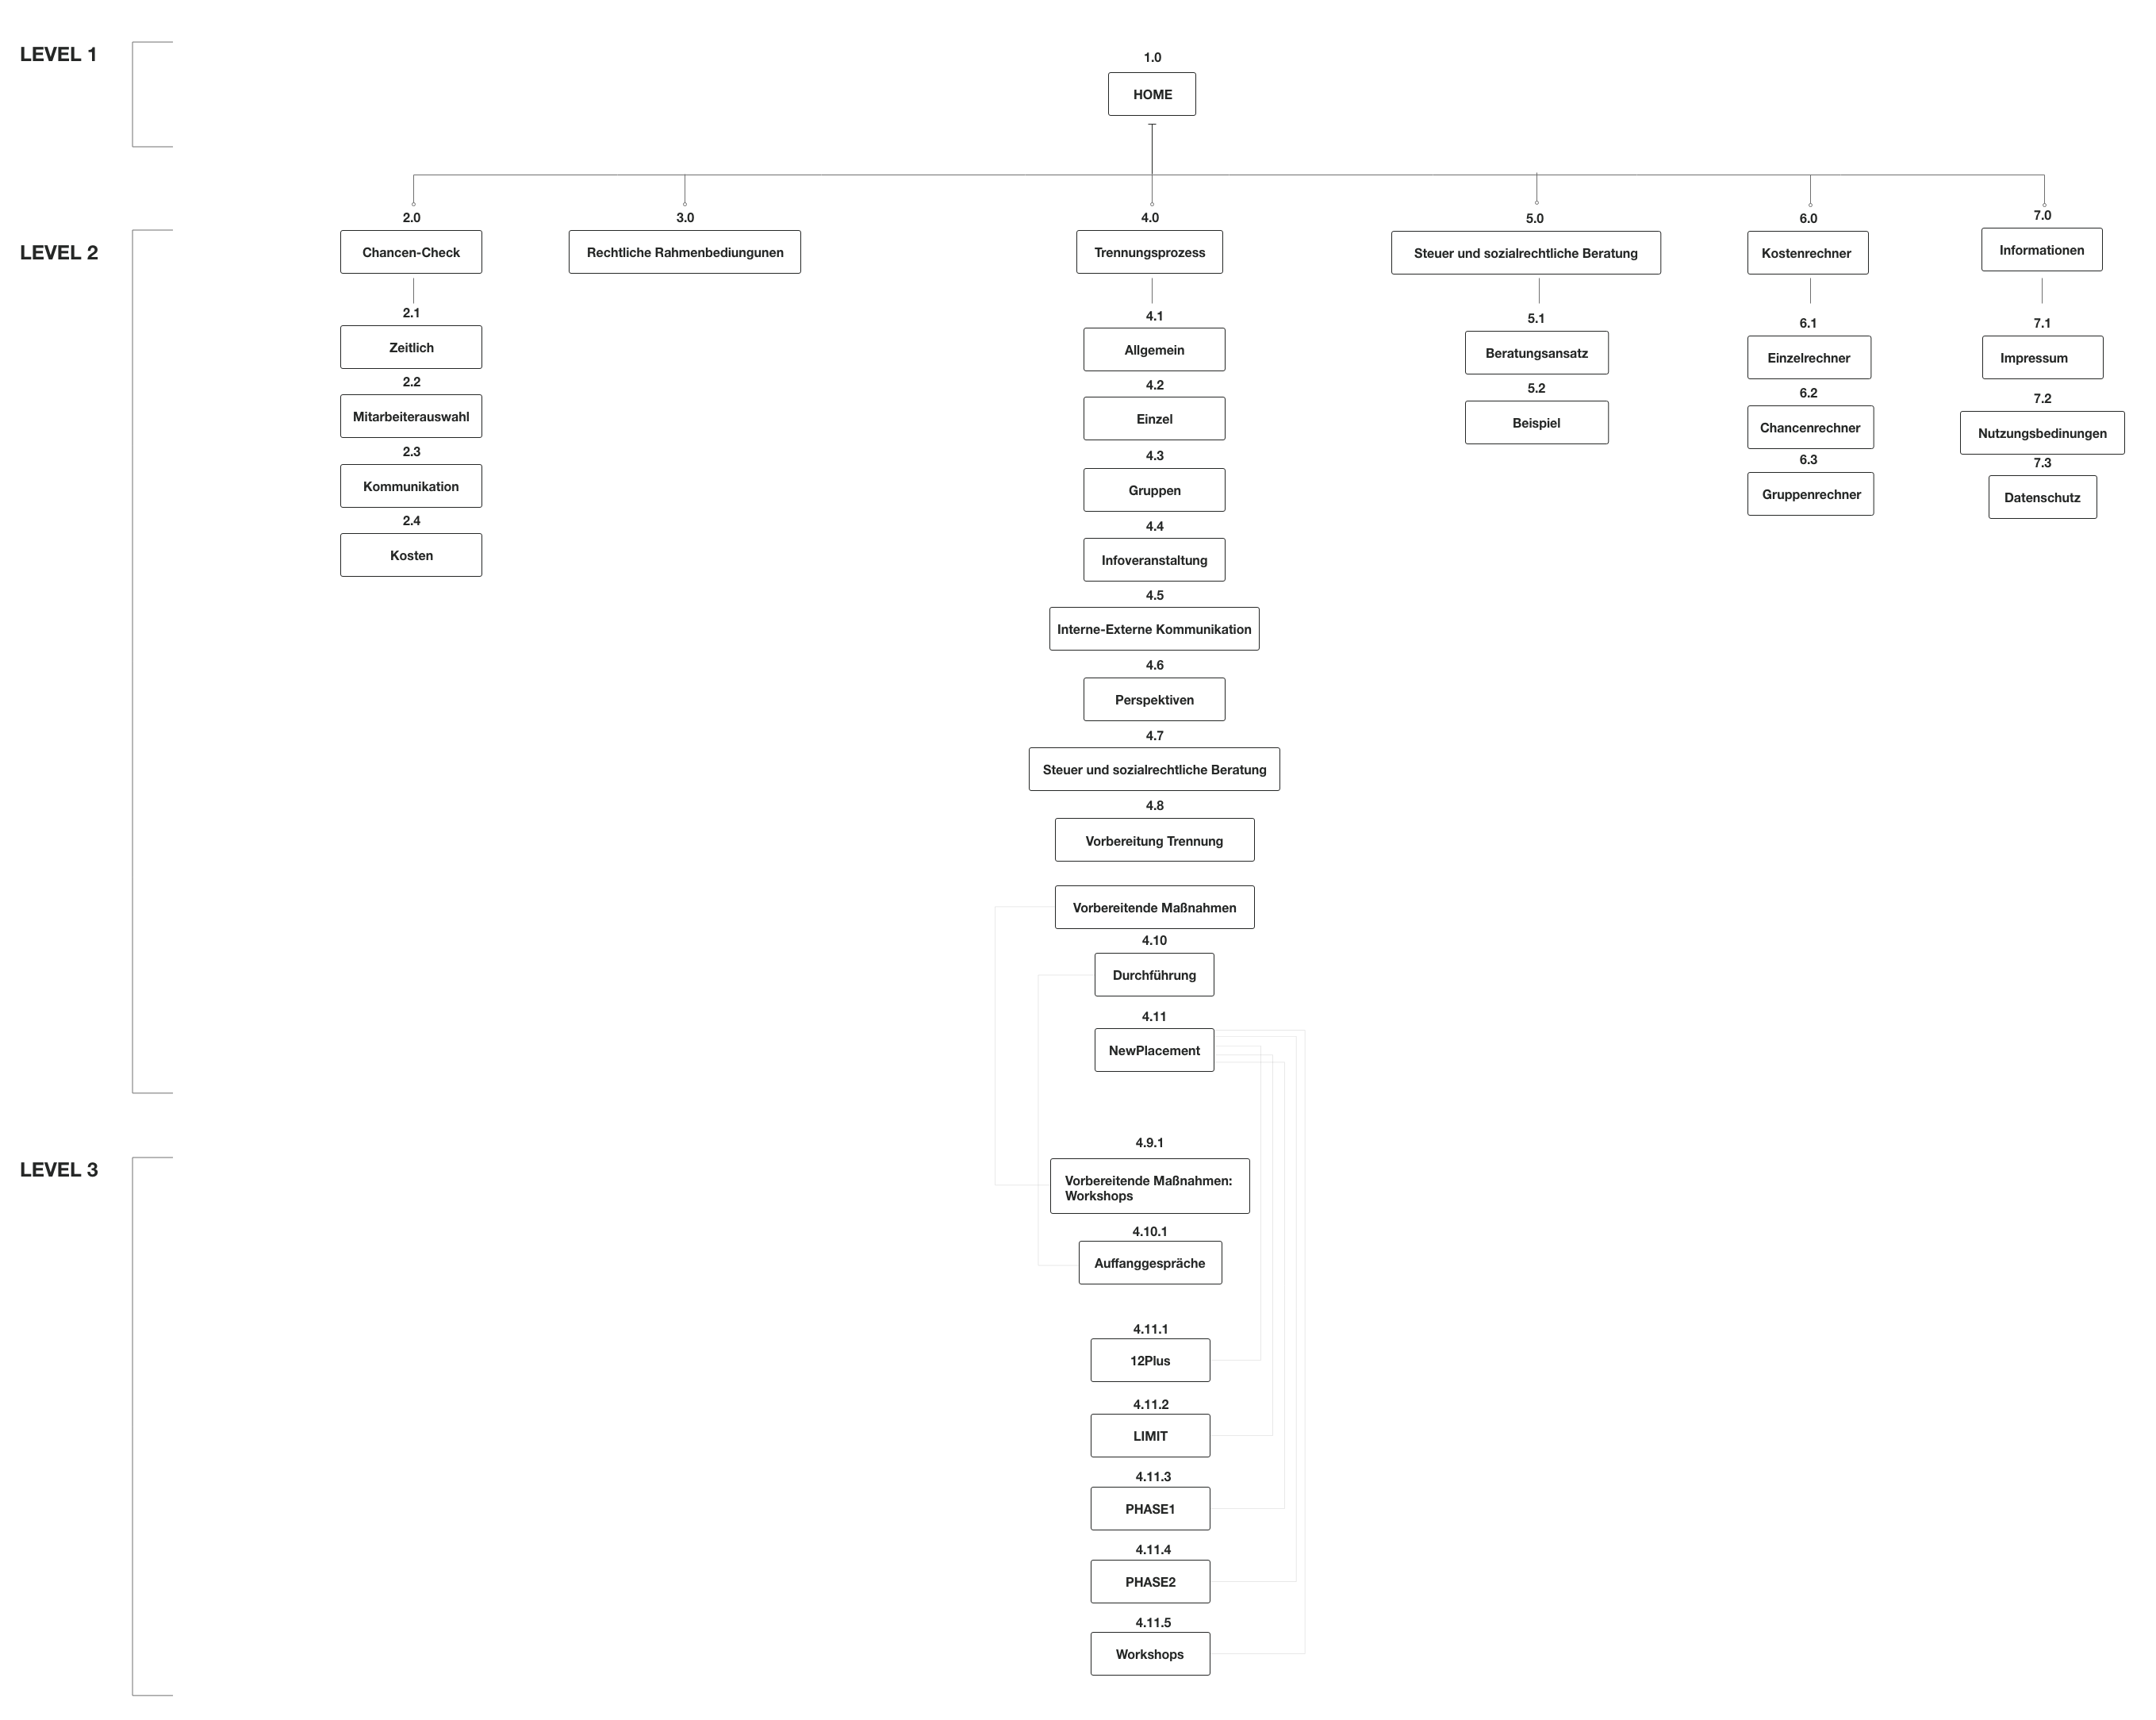 LEVEL 1
1.0
HOME
LEVEL 2
2.0
Chancen-Check
2.1
Zeitlich
2.2
Mitarbeiterauswahl
2.3
Kommunikation
2.4
Kosten
3.0
Rechtliche Rahmenbediungunen
4.0
Trennungsprozess
4.1
Allgemein
4.2
Einzel
4.3
Gruppen
4.4
Infoveranstaltung
4.5
Interne-Externe Kommunikation
4.6
Perspektiven
4.7
Steuer und sozialrechtliche Beratung
4.8
Vorbereitung Trennung
Vorbereitende Maßnahmen
4.10
Durchführung
4.11
NewPlacement
5.0
Steuer und sozialrechtliche Beratung
5.1
Beratungsansatz
5.2
Beispiel
6.0
Kostenrechner
6.1
Einzelrechner
6.2
Chancenrechner
6.3
Gruppenrechner
7.0
Informationen
7.1
Impressum
7.2
Nutzungsbedinungen
7.3
Datenschutz
LEVEL 3
4.9.1
Vorbereitende Maßnahmen:
Workshops
4.10.1
Auffanggespräche
4.11.1
12Plus
4.11.2
LIMIT
4.11.3
PHASE1
4.11.4
PHASE2
4.11.5
Workshops